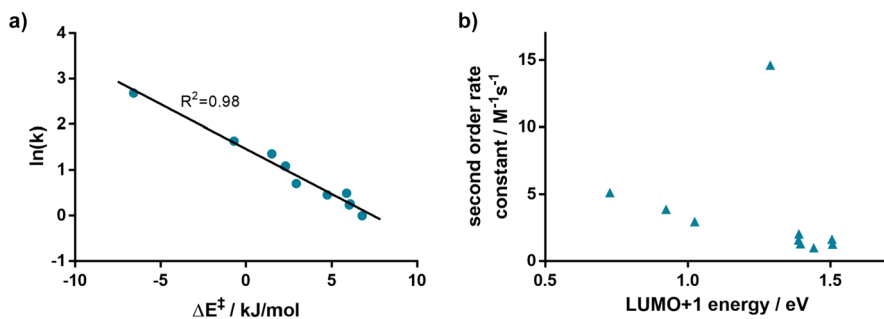 a)
ln(k)
4
3
2
1
0
-1
R²=0.98
-10
-5
0
5
10
ΔE‡ / kJ/mol
b)
second order rate
constant / M⁻¹s⁻¹
15
10
5
0
0.5
1.0
1.5
LUMO+1 energy / eV